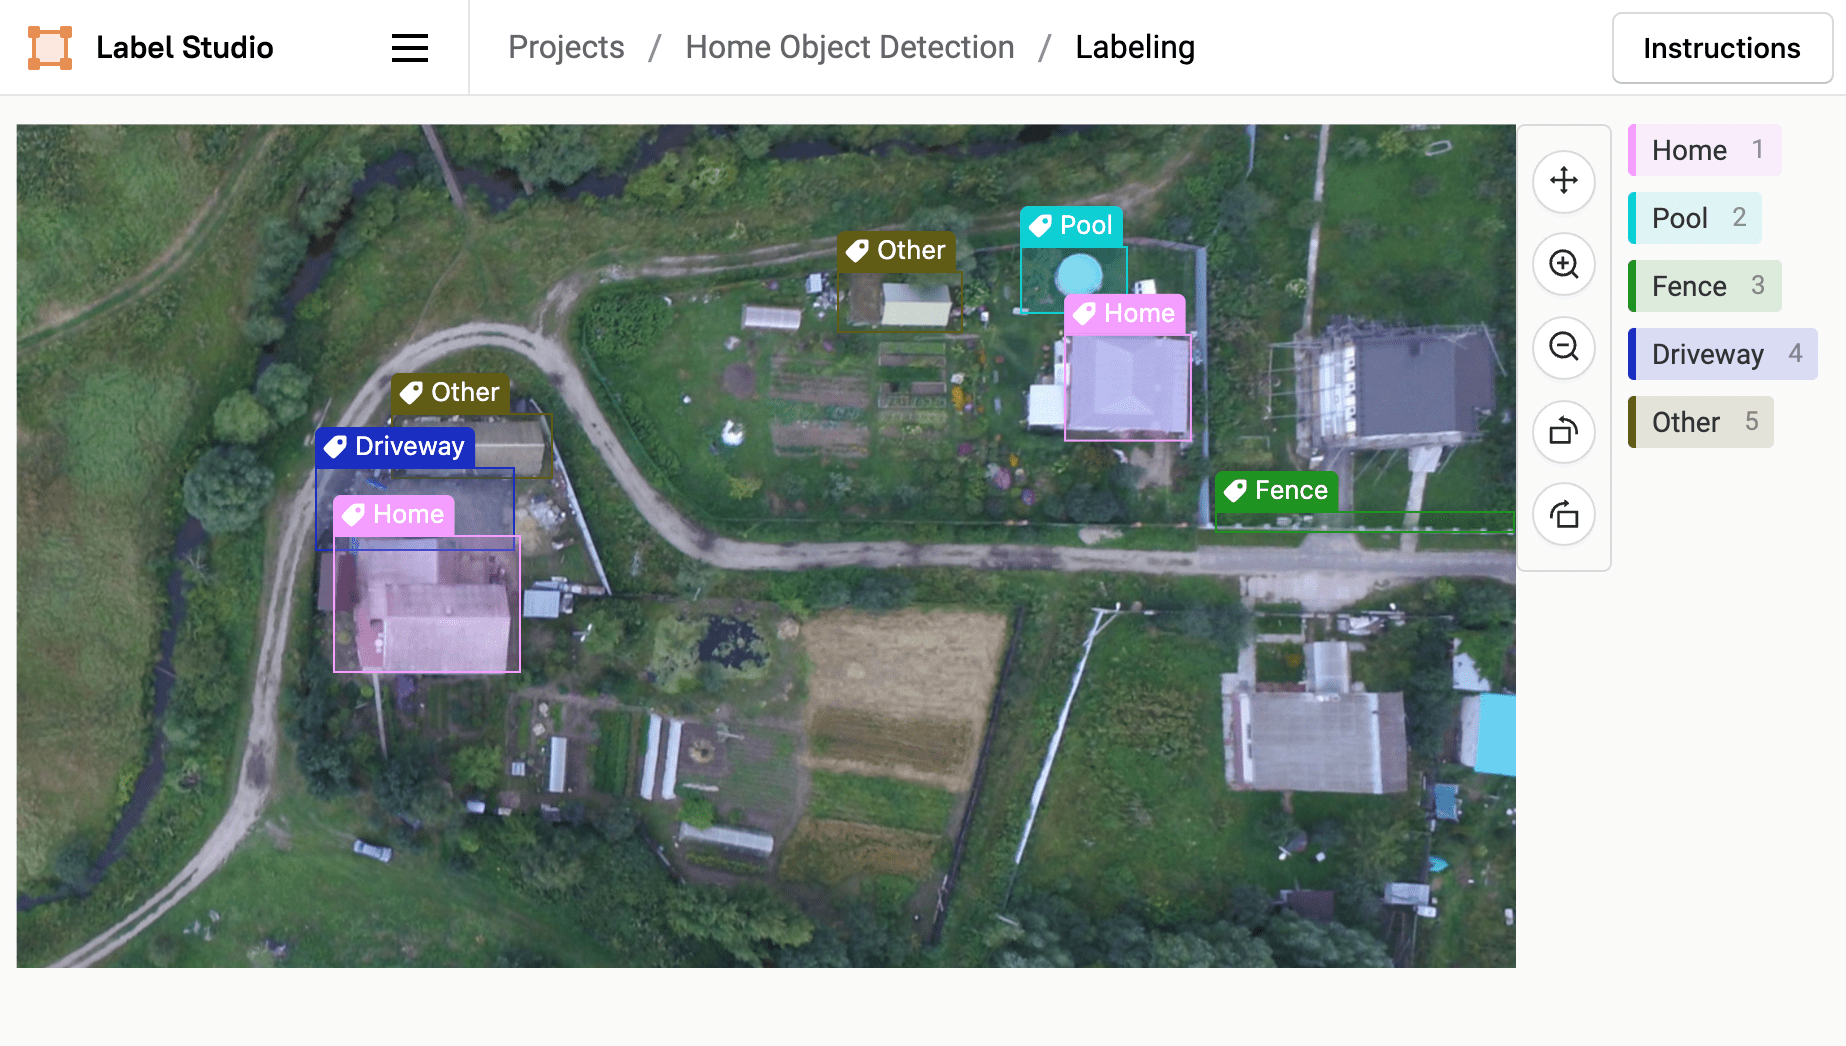 Label Studio
Projects / Home Object Detection / Labeling
Instructions
Home 1
Pool 2
Fence 3
Driveway 4
Other 5
Pool
Other
Home
Other
Driveway
Fence
Home